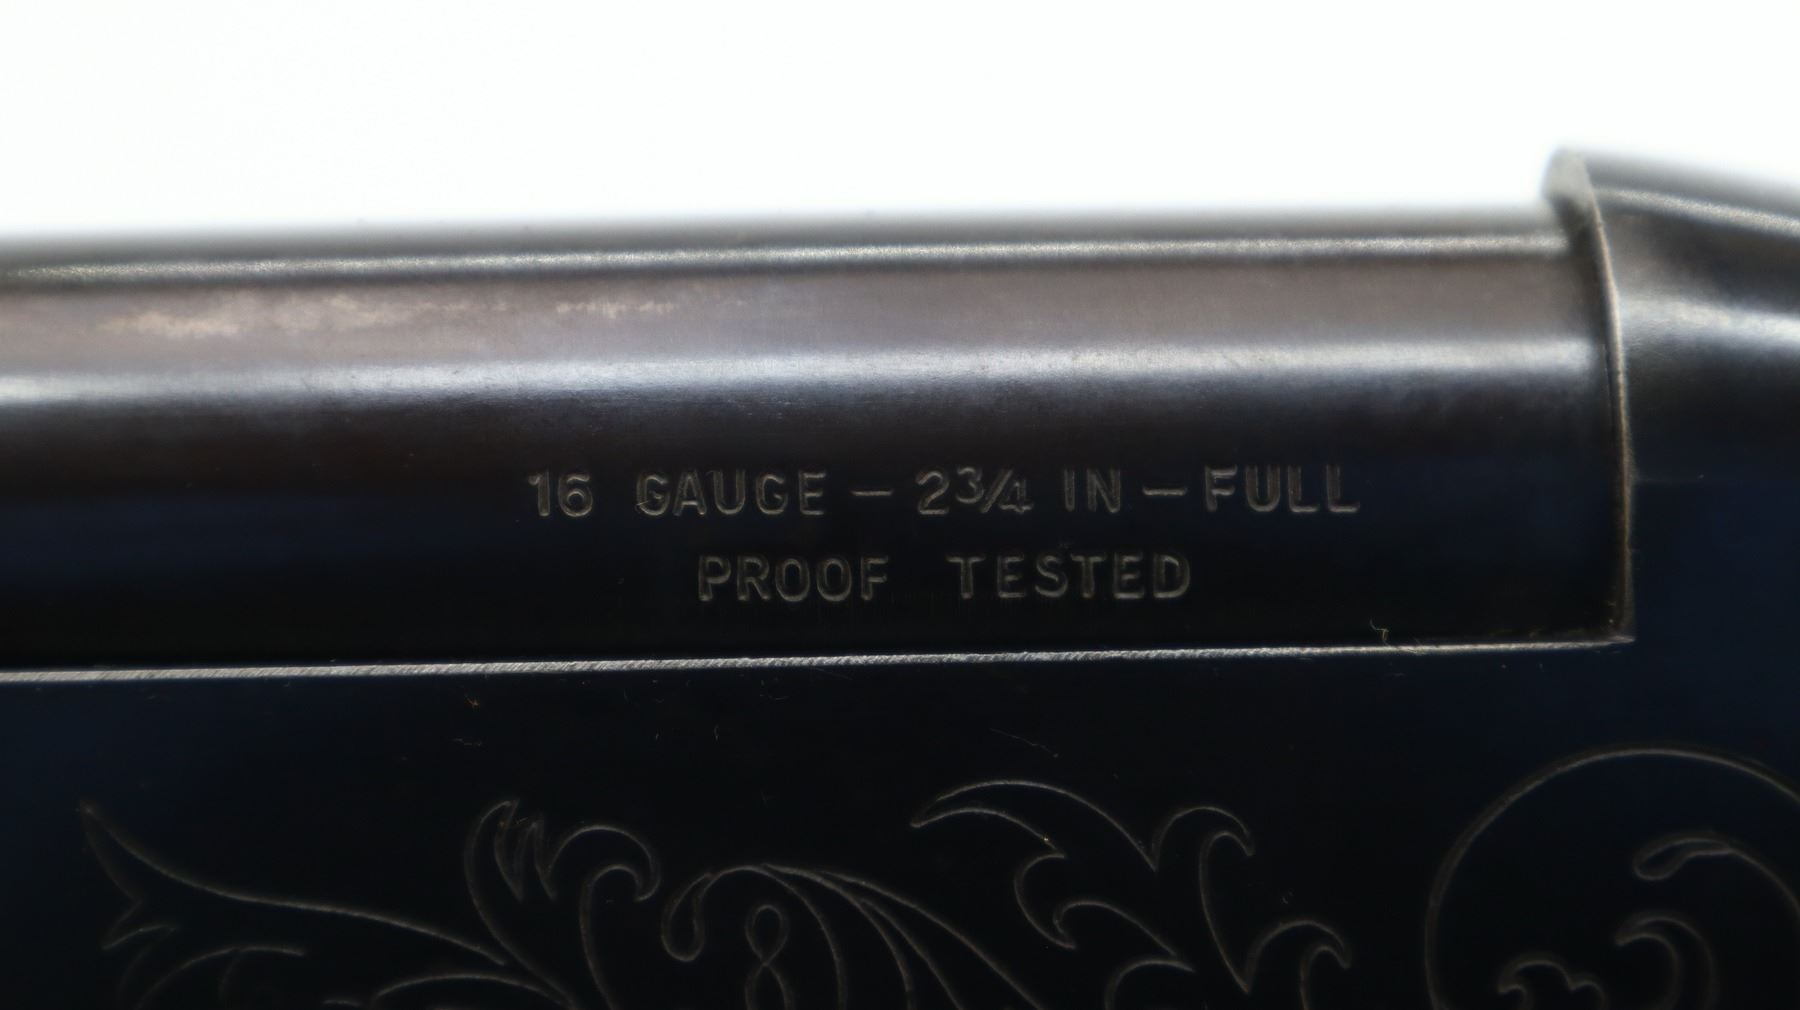 16 GAUGE – 2¾ IN – FULL
PROOF TESTED